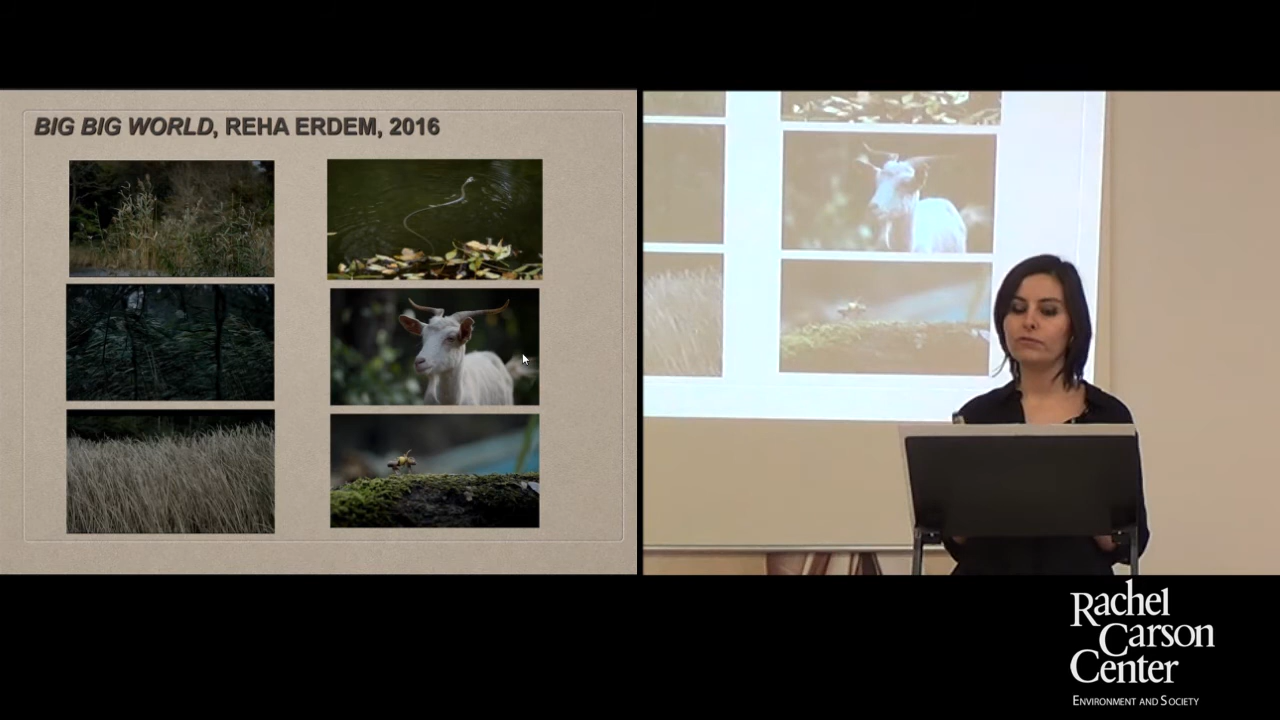 BIG BIG WORLD, REHA ERDEM, 2016
Rachel
Carson
Center
ENVIRONMENT AND SOCIETY